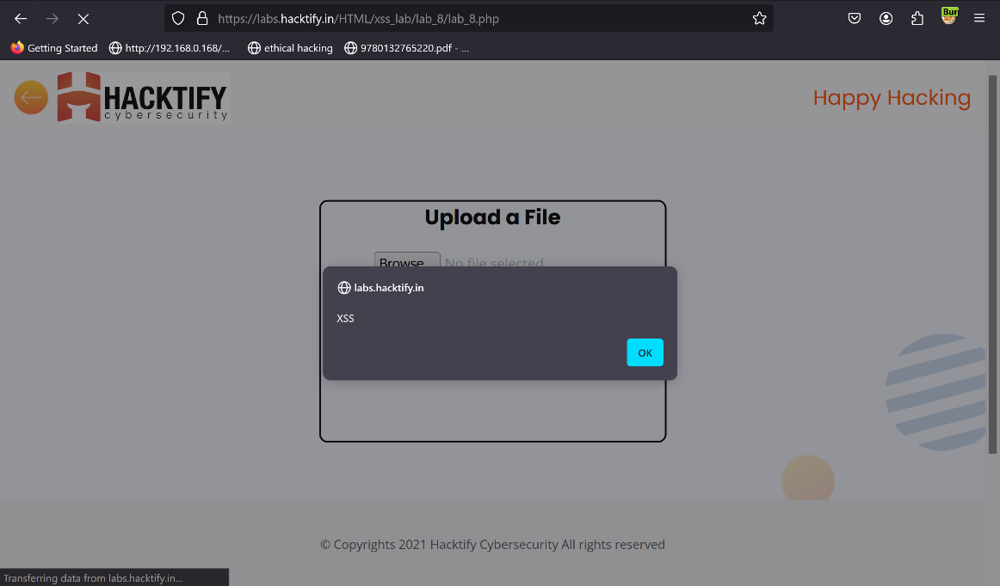 https://labs.hacktify.in/HTML/xss_lab/lab_8/lab_8.php
Burr
Getting Started http://192.168.0.168/... ethical hacking 9780132765220.pdf - ...
HACKTIFY
cybersecurity
Happy Hacking
Upload a File
Browse... No file selected.
labs.hacktify.in
XSS
OK
© Copyrights 2021 Hacktify Cybersecurity All rights reserved
Transferring data from labs.hacktify.in...